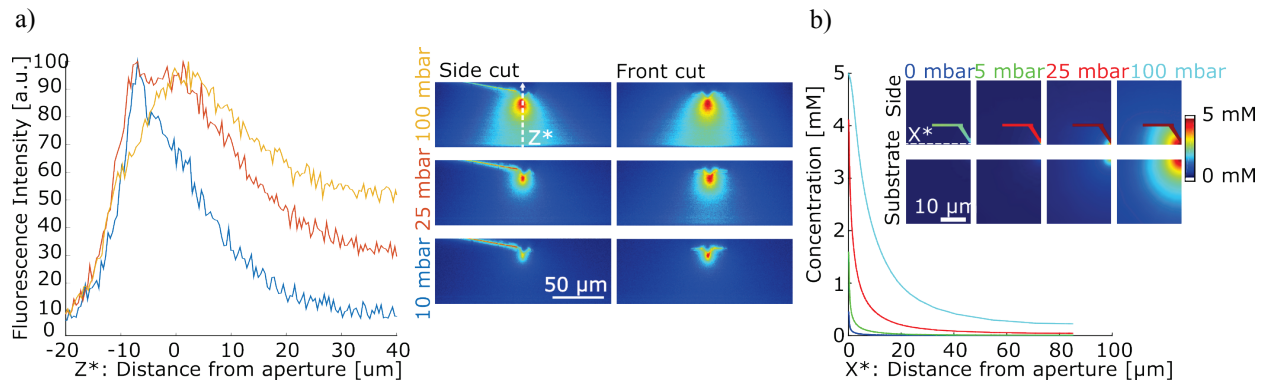 a)
Fluorescence Intensity [a.u.]
100
90
80
70
60
50
40
30
20
10
0
-20
-10
0
10
20
30
40
Z*: Distance from aperture [um]
10 mbar
25 mbar
100 mbar
Side cut
Front cut
Z*
50 µm
b)
Concentration [mM]
5
4
3
2
1
0
0
20
40
60
80
100
X*: Distance from aperture [µm]
0 mbar
5 mbar
25 mbar
100 mbar
Substrate
Side
X*
10 µm
5 mM
0 mM